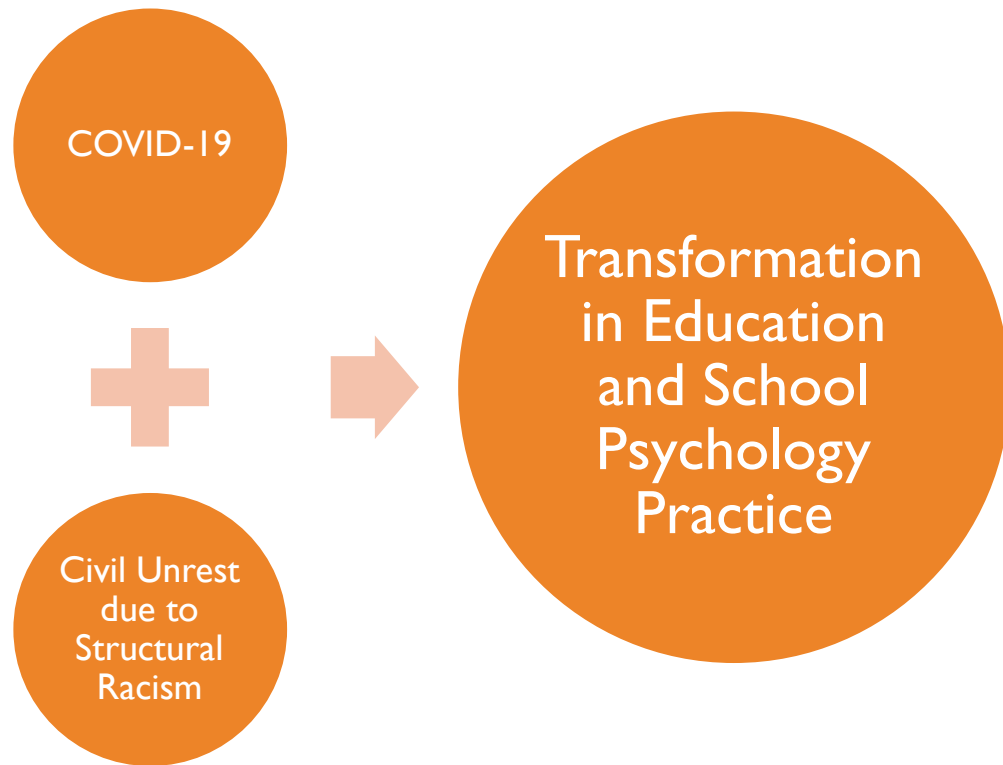 COVID-19
Civil Unrest
due to
Structural
Racism
Transformation
in Education
and School
Psychology
Practice